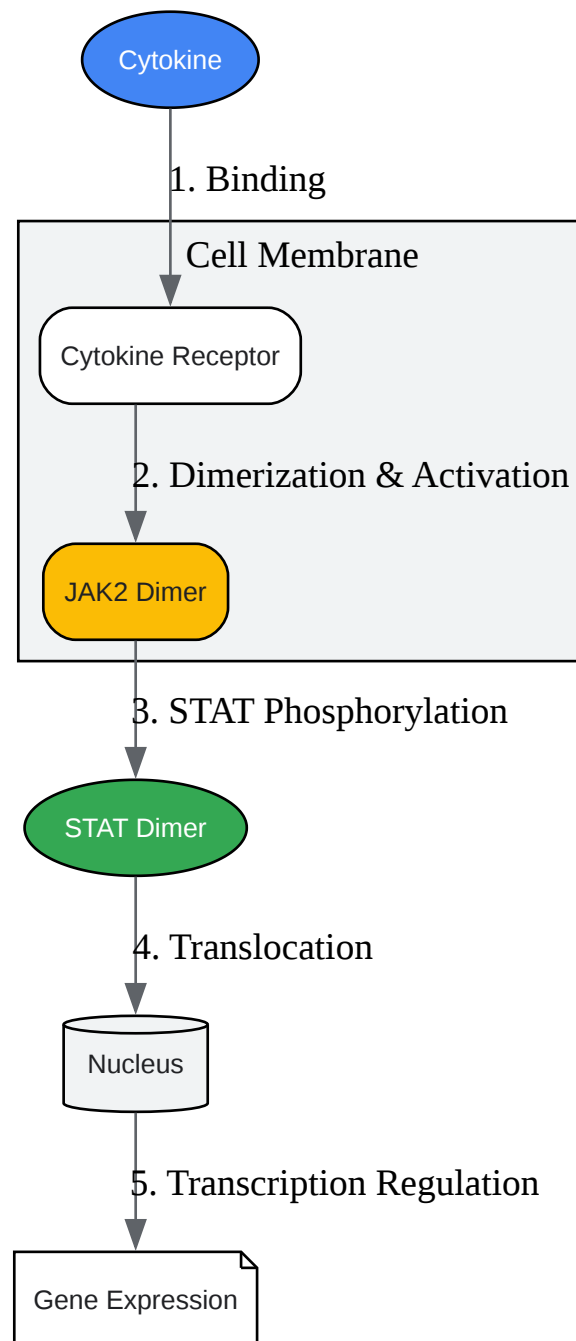 Cytokine
1. Binding
Cell Membrane
Cytokine Receptor
2. Dimerization & Activation
JAK2 Dimer
3. STAT Phosphorylation
STAT Dimer
4. Translocation
Nucleus
5. Transcription Regulation
Gene Expression